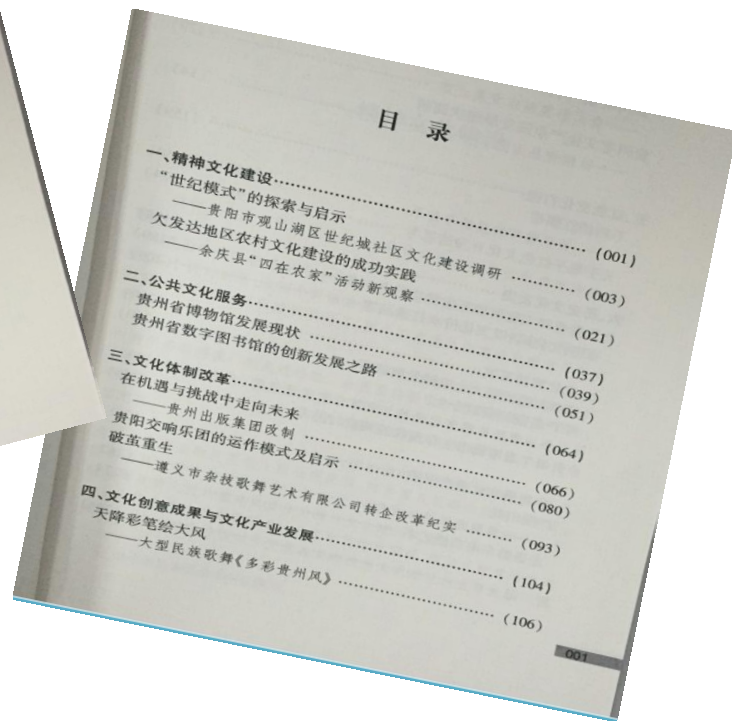 目 录
一、精神文化建设……………………………………(001)
“世纪模式”的探索与启示
——贵阳市观山湖区世纪城社区文化建设调研 …………(003)
欠发达地区农村文化建设的成功实践
——余庆县“四在农家”活动新观察……………………(021)
二、公共文化服务……………………………………(037)
贵州省博物馆发展现状 ……………………………(039)
贵州省数字图书馆的创新发展之路 ……………………(051)
三、文化体制改革……………………………………(064)
在机遇与挑战中走向未来
——贵州出版集团改制 ……………………………(066)
贵阳交响乐团的运作模式及启示 ………………………(080)
破茧重生
——遵义市杂技歌舞艺术有限公司转企改革纪实 ………(093)
四、文化创意成果与文化产业发展………………………(104)
天降彩笔绘大风
——大型民族歌舞《多彩贵州风》……………………(106)
001